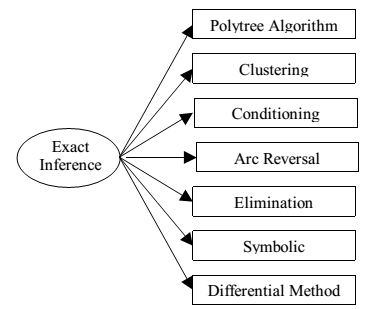 Polytree Algorithm
Clustering
Conditioning
Exact
Inference
Arc Reversal
Elimination
Symbolic
Differential Method